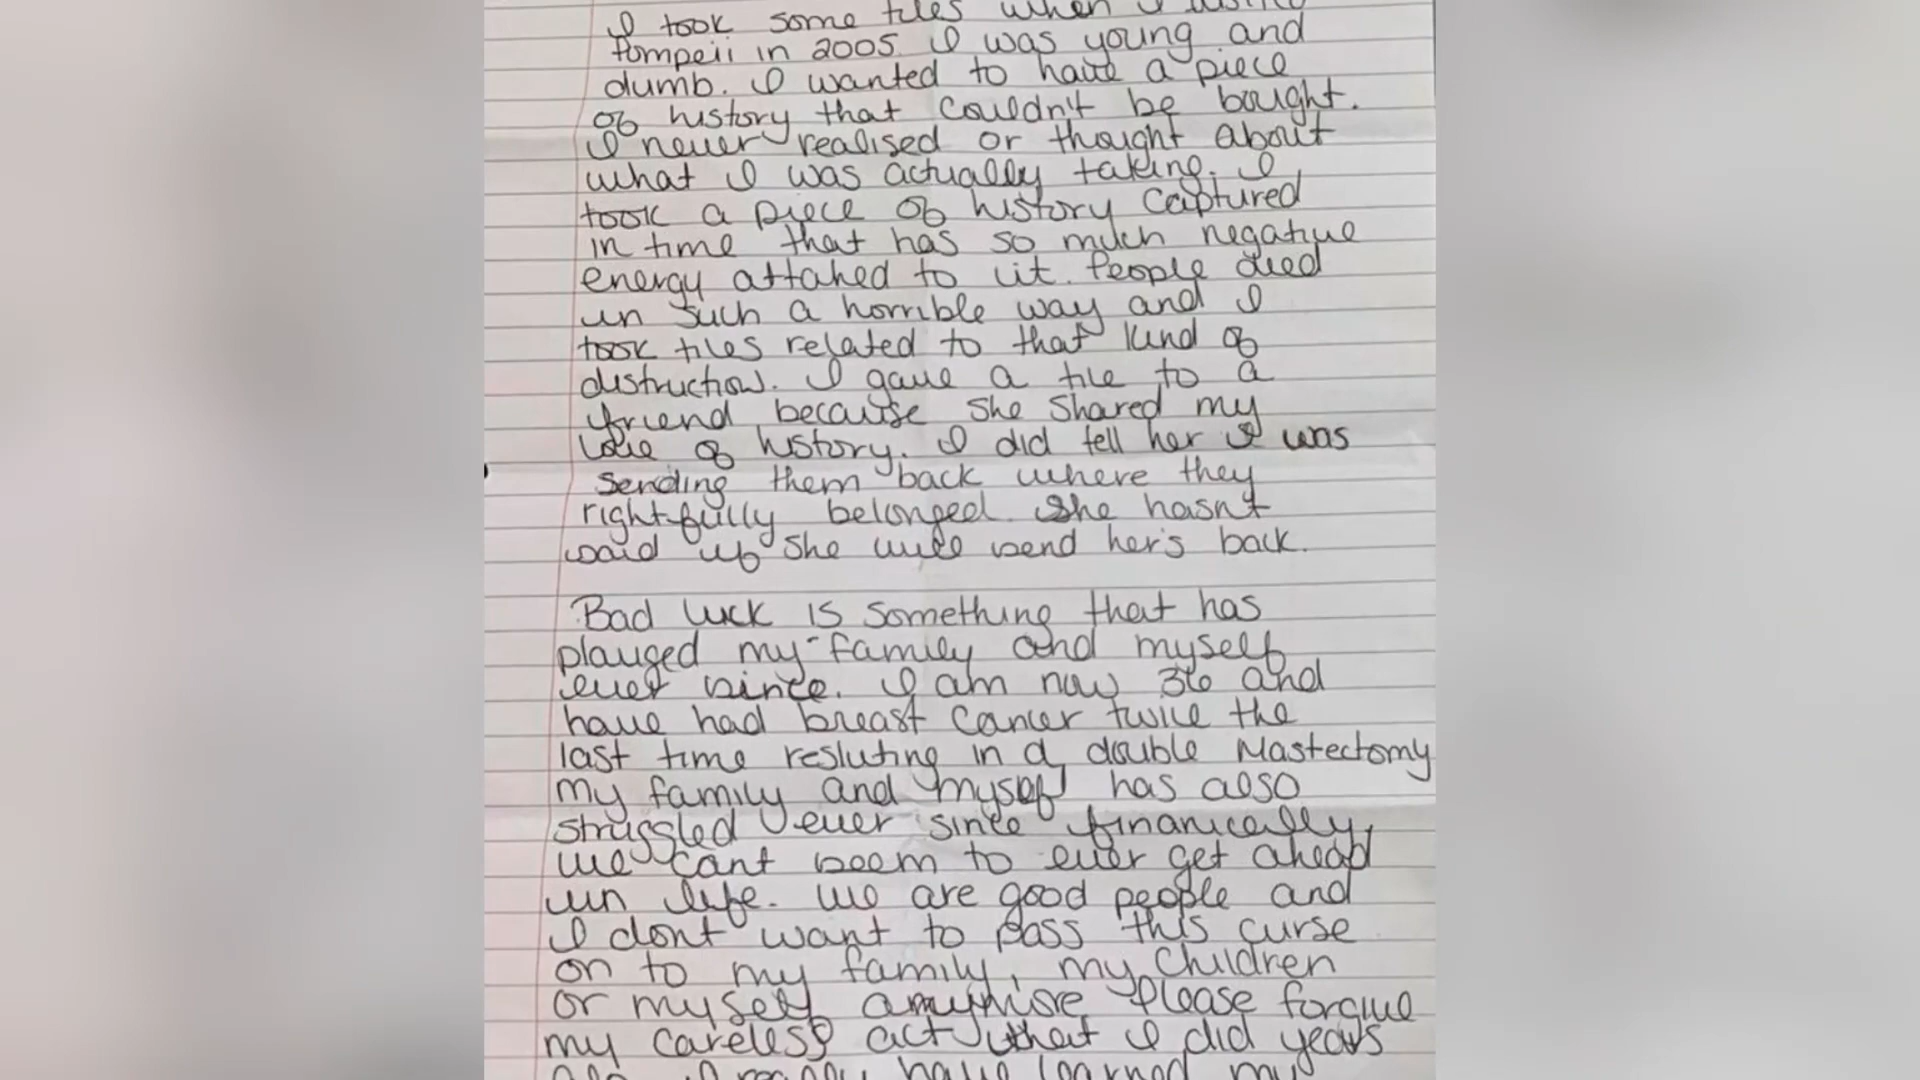 I took some tiles when I visited
Pompeii in 2005. I was young and
dumb. I wanted to have a piece
of history that couldn't be bought.
I never realised or thought about
what I was actually taking. I
took a piece of history captured
in time that has so much negative
energy attahed to it. People died
in such a horrible way and I
took tiles related to that kind of
distruction. I gave a tile to a
friend because she shared my
love of history. I did tell her I was
sending them back where they
rightfully belonged. She hasn't
said if she will send her's back.
Bad luck is something that has
plauged my family and myself
ever since. I am now 36 and
have had breast cancer twice the
last time resluting in a double Mastectomy
my family and myself has also
struggled ever since financially,
we cant seem to ever get ahead
in life. We are good people and
I dont want to pass this curse
on to my family, my children
or myself anymore Please forgive
my careless act that I did years
ago. I really have learned my